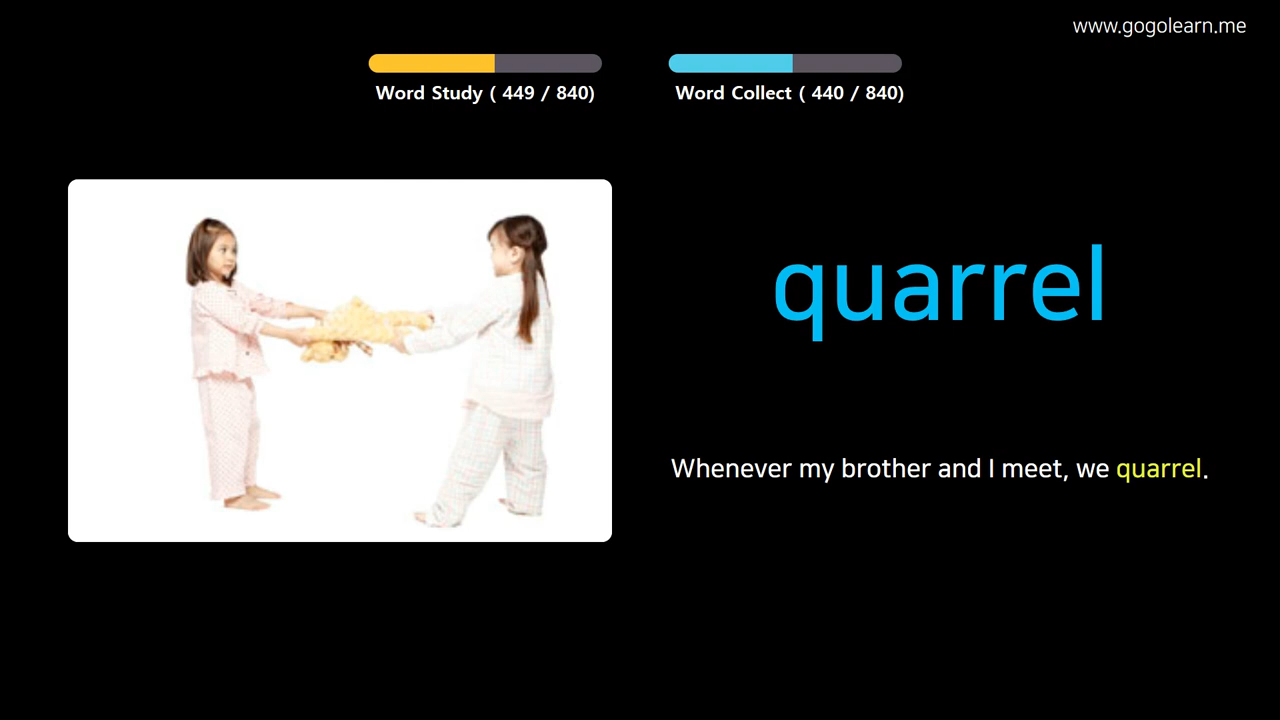 www.gogolearn.me
Word Study ( 449 / 840)
Word Collect ( 440 / 840)
quarrel
Whenever my brother and I meet, we quarrel.